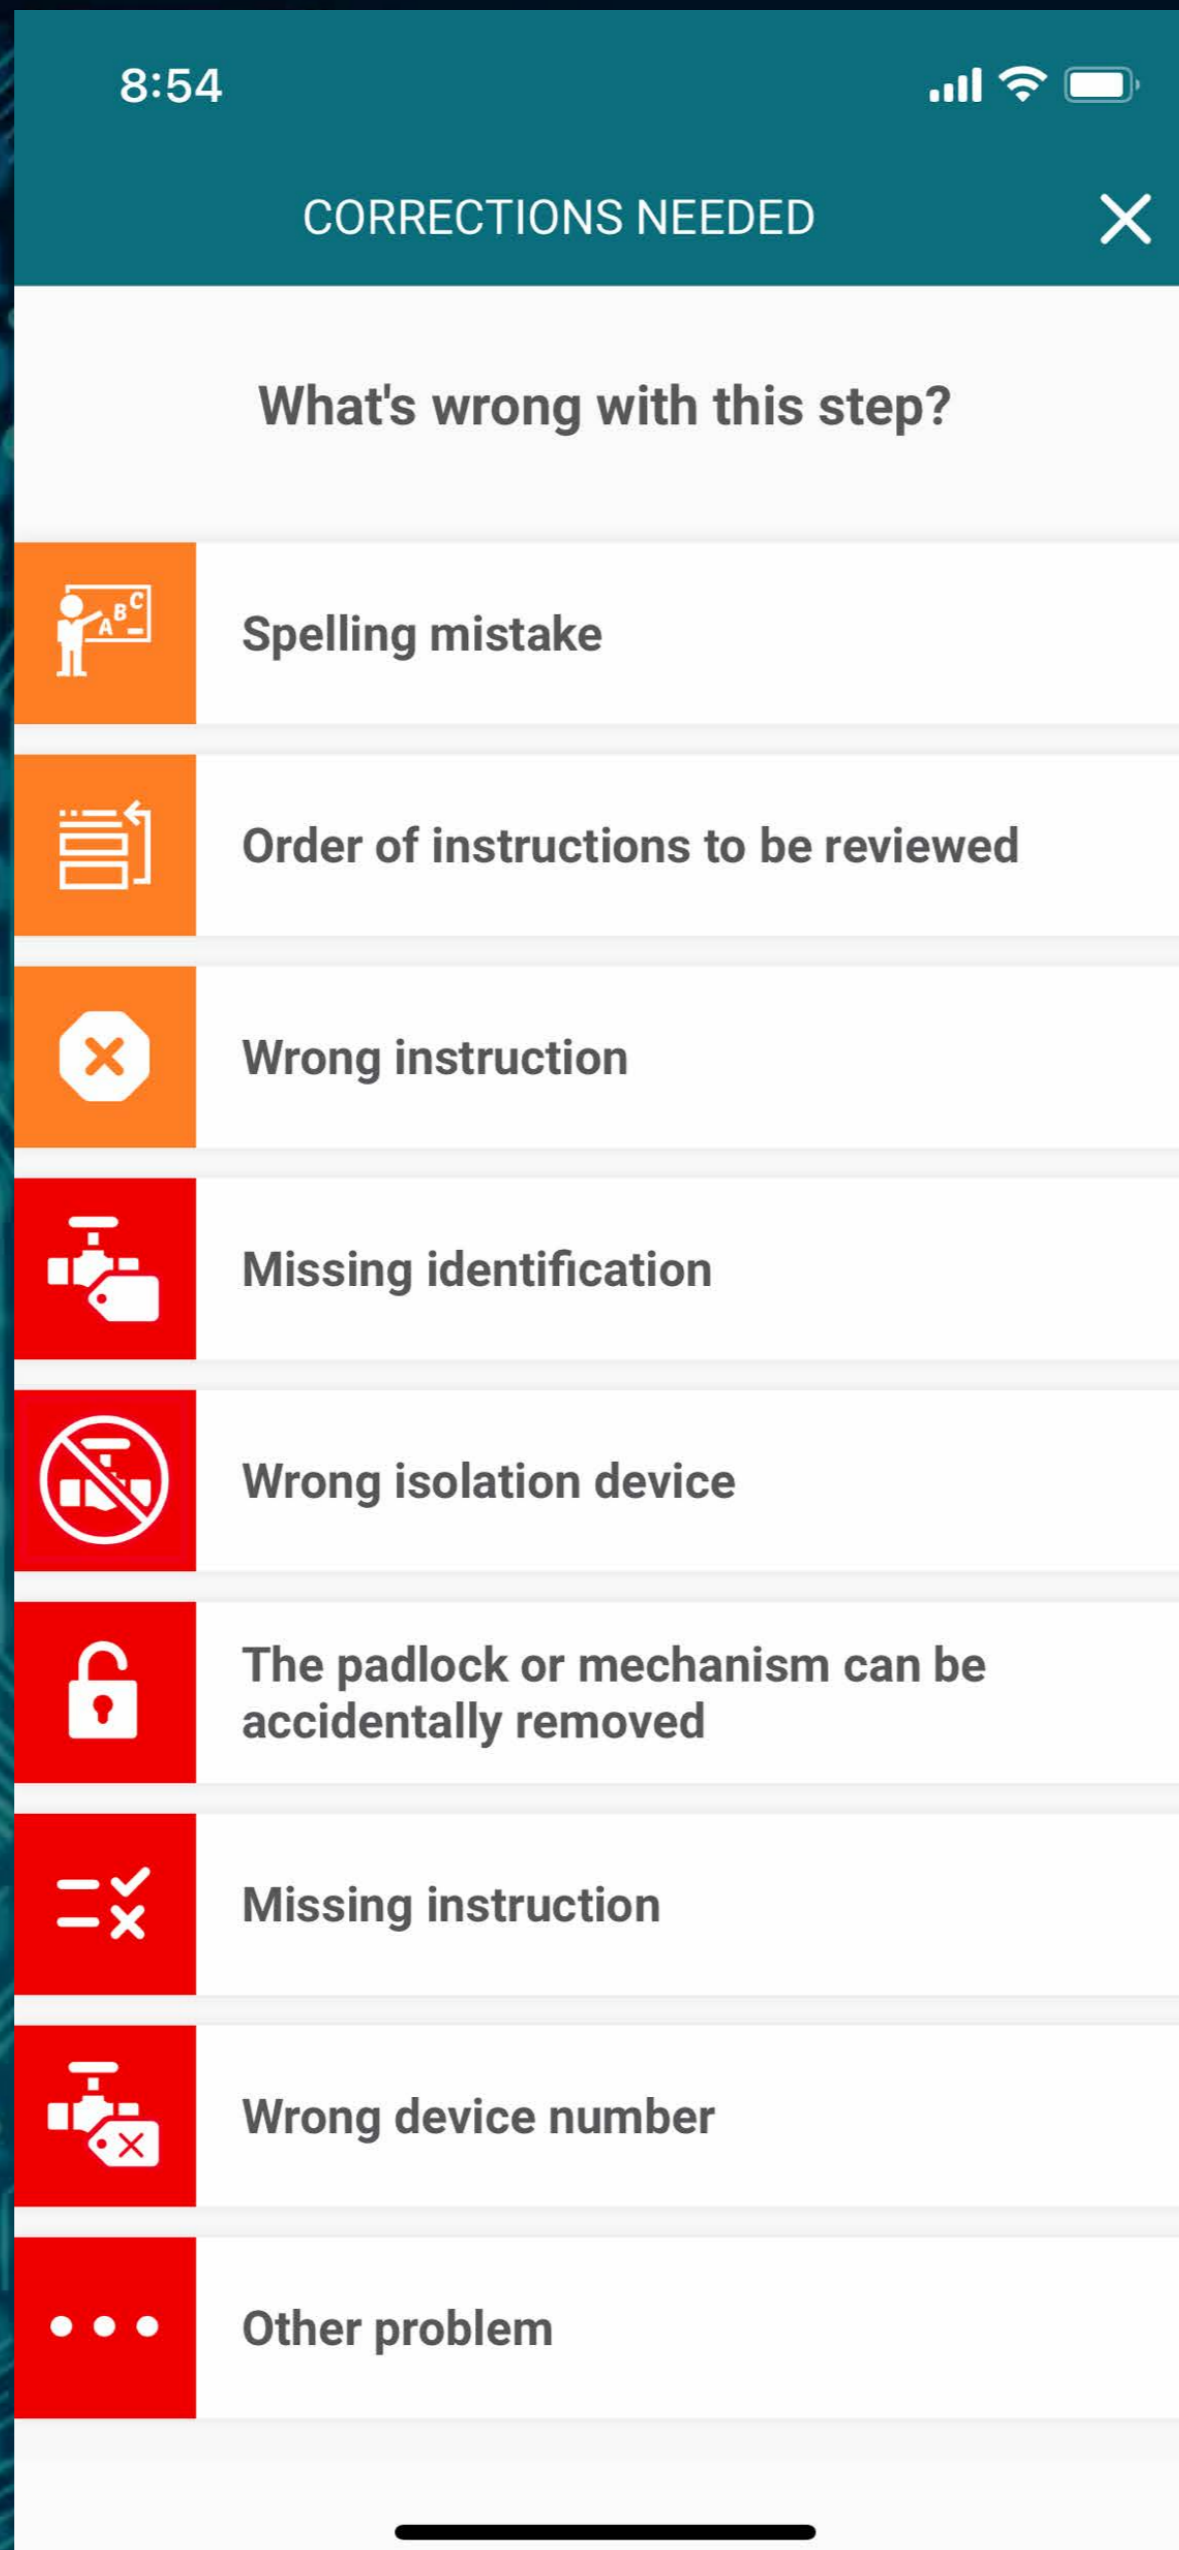 8:54
CORRECTIONS NEEDED
What's wrong with this step?
A B C
Spelling mistake
Order of instructions to be reviewed
Wrong instruction
Missing identification
Wrong isolation device
The padlock or mechanism can be
accidentally removed
Missing instruction
Wrong device number
Other problem